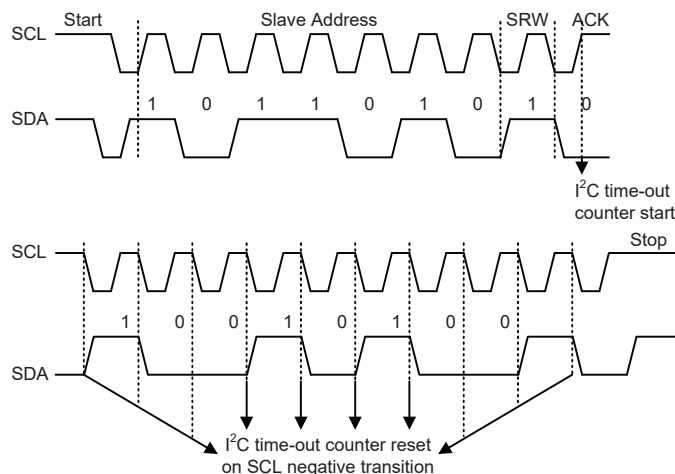 Start Slave Address SRW ACK
SCL
1 0 1 1 0 1 0 1 0
SDA
I²C time-out
counter start
Stop
SCL
1 0 0 1 0 1 0 0
SDA
I²C time-out counter reset
on SCL negative transition